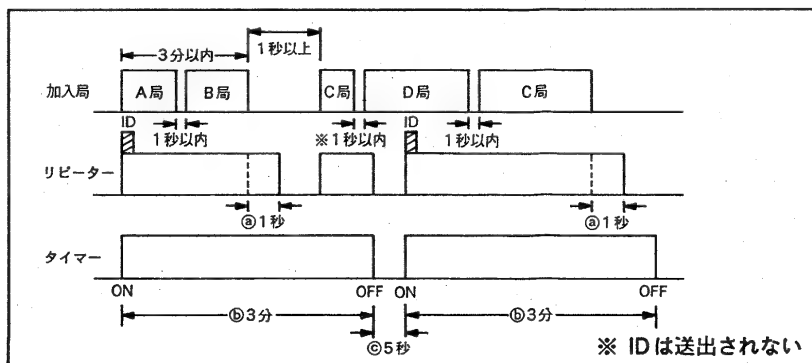 3分以内
1秒以上
加入局 A局 B局 C局 D局 C局
ID 1秒以内 ※1秒以内 ID 1秒以内
リピーター
ⓐ1秒 ⓐ1秒
タイマー
ON OFF ON OFF
ⓑ3分 ⓑ3分
ⓒ5秒
※ IDは送出されない